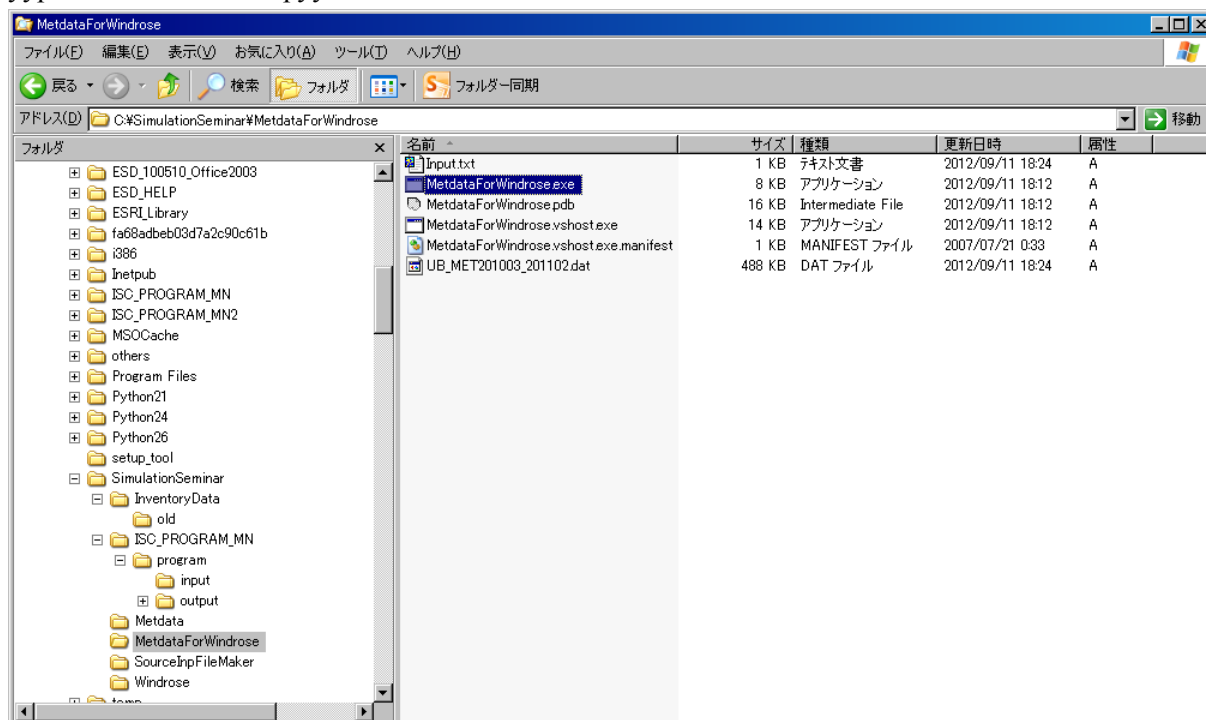 MetdataForWindrose
ファイル(F) 編集(E) 表示(V) お気に入り(A) ツール(T) ヘルプ(H)
戻る 検索 フォルダ フォルダー同期
アドレス(D) C:¥SimulationSeminar¥MetdataForWindrose 移動
フォルダ × 名前 サイズ 種類 更新日時 属性
Input.txt 1 KB テキスト文書 2012/09/11 18:24 A
MetdataForWindrose.exe 8 KB アプリケーション 2012/09/11 18:12 A
MetdataForWindrose.pdb 16 KB Intermediate File 2012/09/11 18:12 A
MetdataForWindrose.vshost.exe 14 KB アプリケーション 2012/09/11 18:12 A
MetdataForWindrose.vshost.exe.manifest 1 KB MANIFEST ファイル 2007/07/21 0:33 A
UB_MET201003_201102.dat 488 KB DAT ファイル 2012/09/11 18:24 A
ESD_100510_Office2003
ESD_HELP
ESRI_Library
fa68adbeb03d7a2c90c61b
i386
Inetpub
ISC_PROGRAM_MN
ISC_PROGRAM_MN2
MSOCache
others
Program Files
Python21
Python24
Python26
setup_tool
SimulationSeminar
InventoryData
old
ISC_PROGRAM_MN
program
input
output
Metdata
MetdataForWindrose
SourceInpFileMaker
Windrose